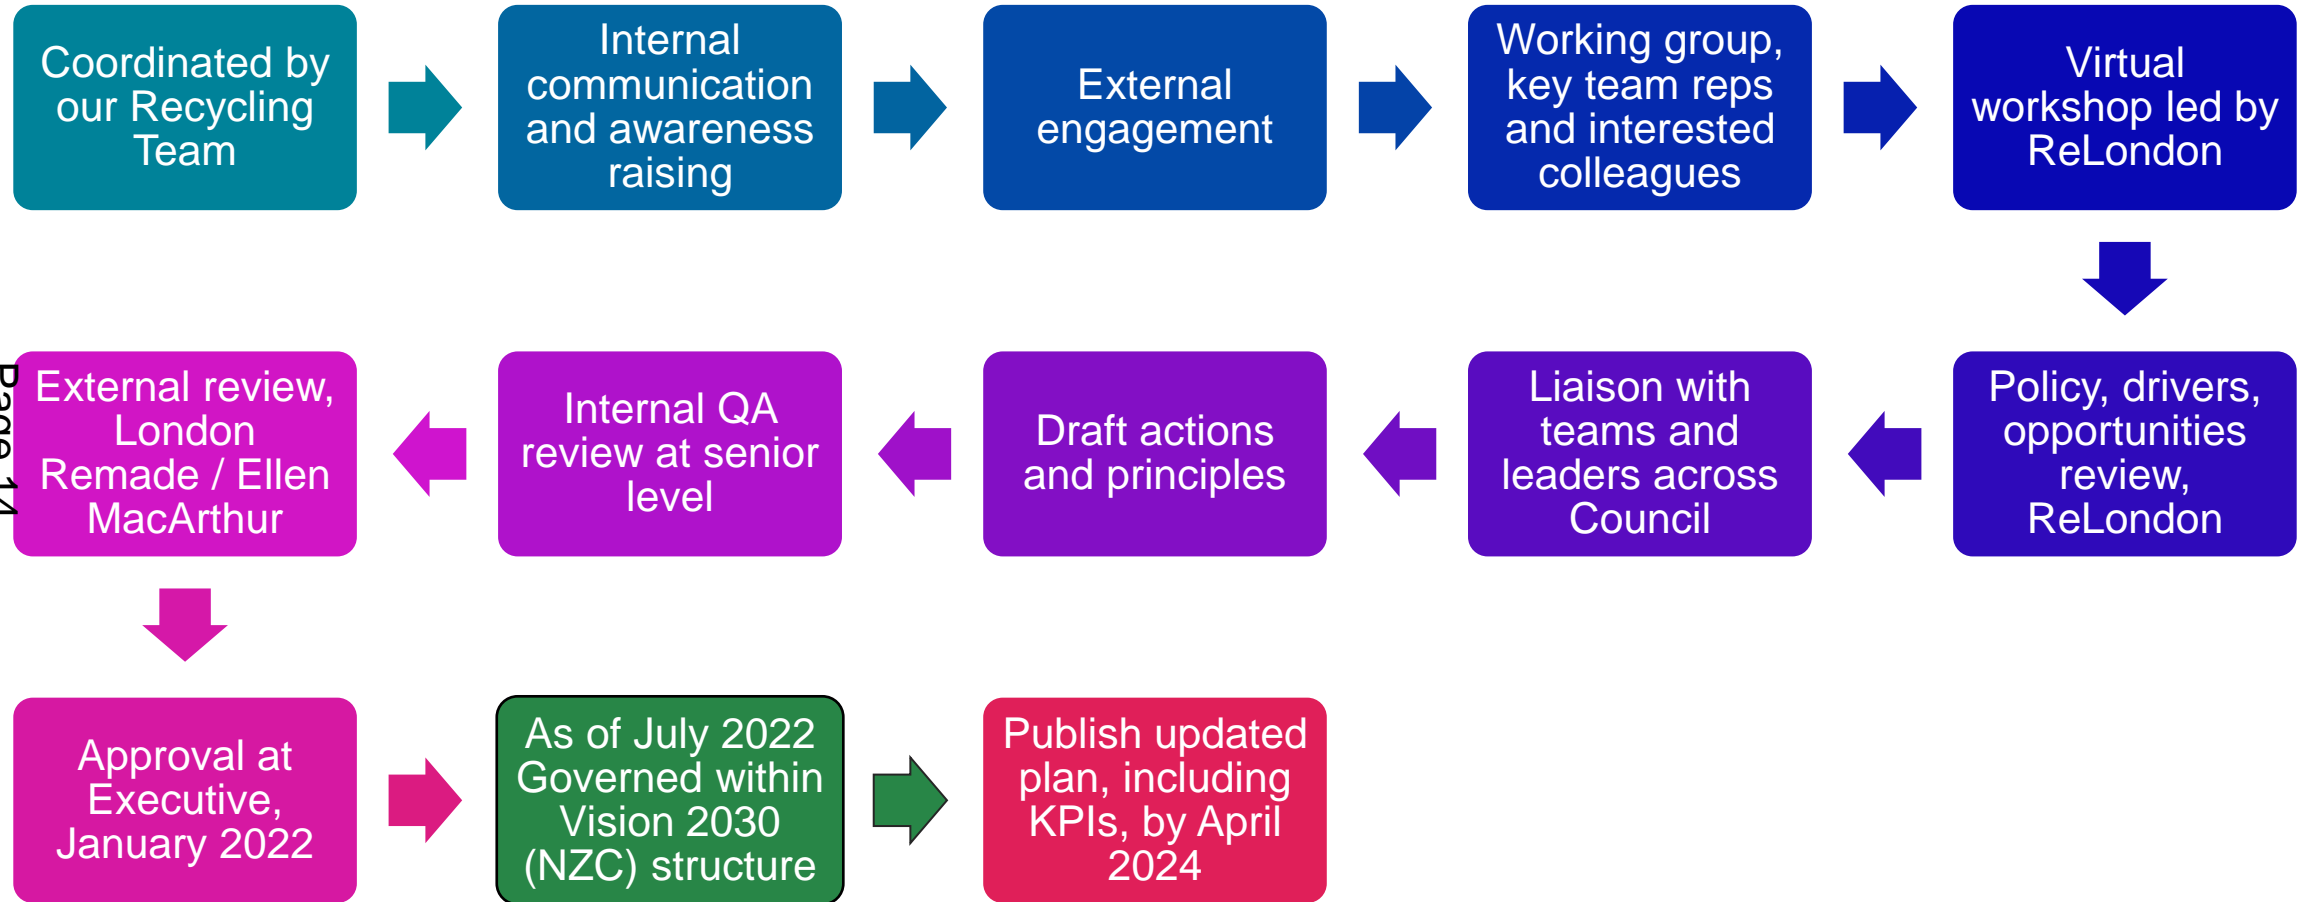 Coordinated by
our Recycling
Team
Internal
communication
and awareness
raising
External
engagement
Working group,
key team reps
and interested
colleagues
Virtual
workshop led by
ReLondon
Policy, drivers,
opportunities
review,
ReLondon
Liaison with
teams and
leaders across
Council
Draft actions
and principles
Internal QA
review at senior
level
External review,
London
Remade / Ellen
MacArthur
Approval at
Executive,
January 2022
As of July 2022
Governed within
Vision 2030
(NZC) structure
Publish updated
plan, including
KPIs, by April
2024
Page 14